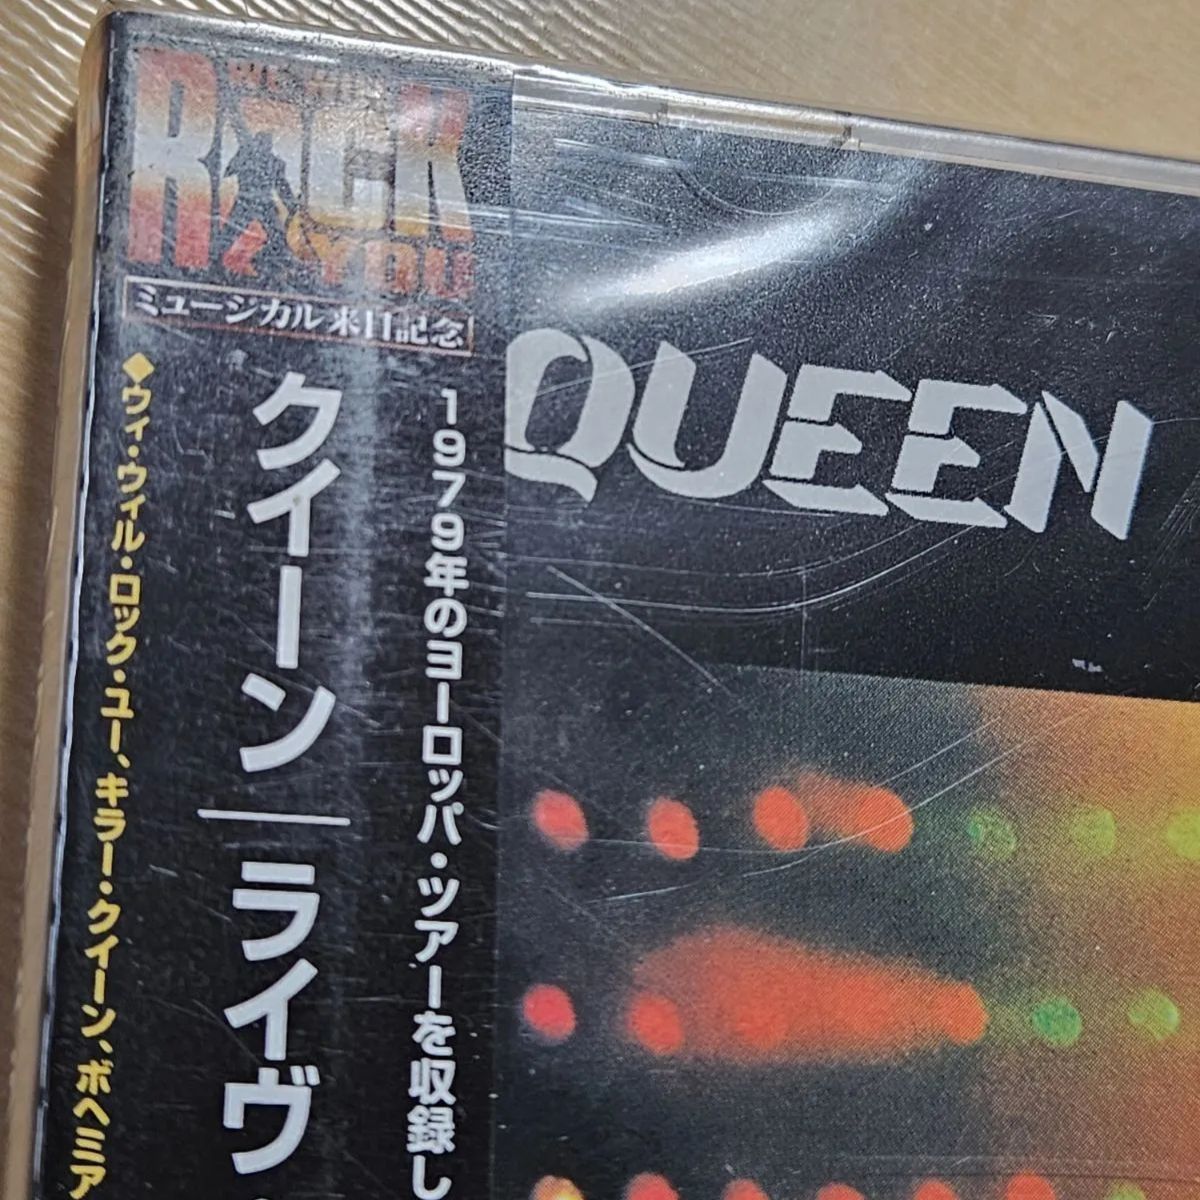 WE WILL
ROCK
YOU
ミュージカル来日記念
QUEEN
1979年のヨーロッパ・ツアーを収録し
クイーン|ライヴ
◆ウィ・ウィル・ロック・ユー、キラー・クイーン、ボヘミア